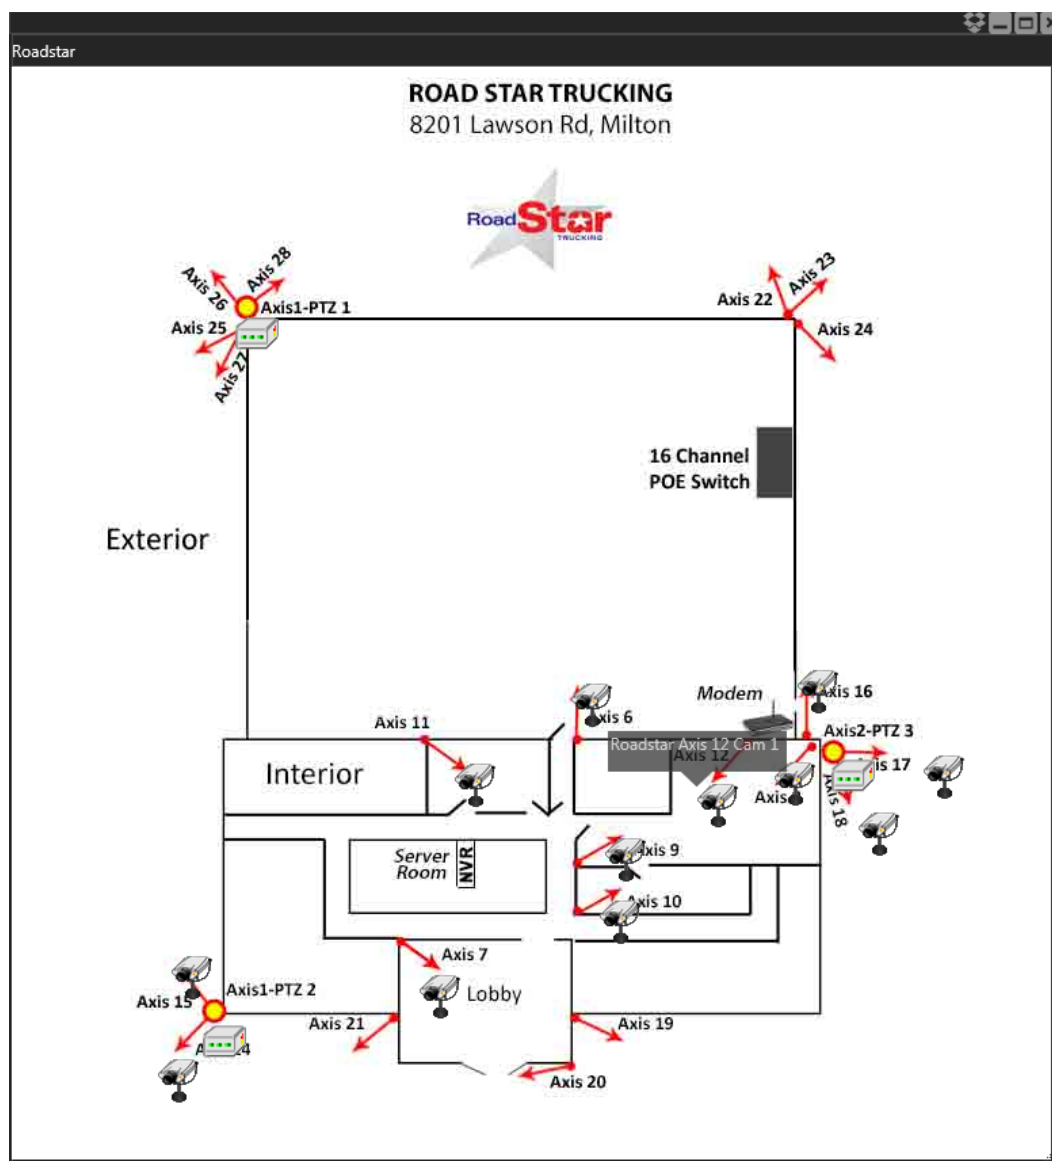 Roadstar
ROAD STAR TRUCKING
8201 Lawson Rd, Milton
Road Star
TRUCKING
Axis 28
Axis 26
Axis 23
Axis 22
Axis1-PTZ 1
Axis 25
Axis 24
Axis 27
16 Channel
POE Switch
Exterior
Modem
Axis 16
Axis 11
Axis 6
Axis2-PTZ 3
Roadstar Axis 12 Cam 1
Axis 12
Interior
Axis 17
Axis
Axis 18
Server
Room
NVR
Axis 9
Axis 10
Axis 7
Axis1-PTZ 2
Lobby
Axis 15
Axis 21
Axis 19
Axis 20